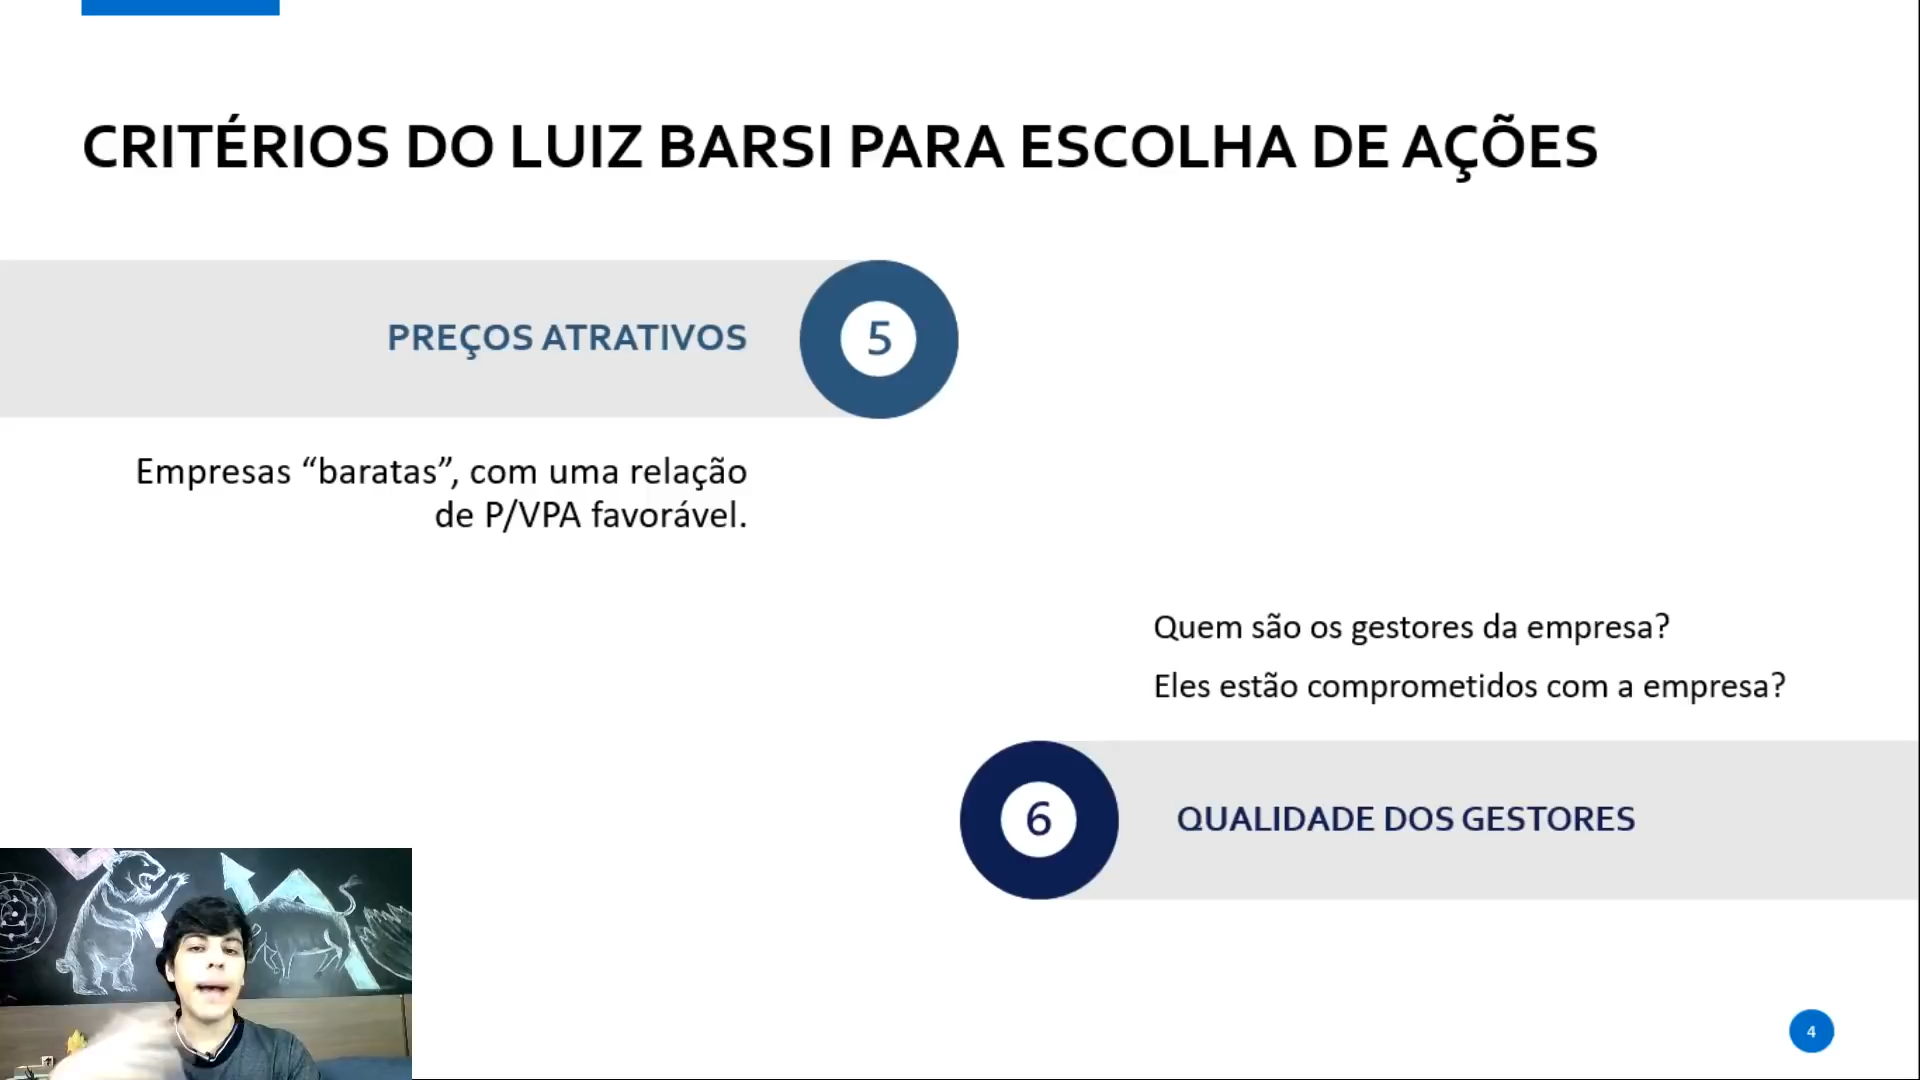 CRITÉRIOS DO LUIZ BARSI PARA ESCOLHA DE AÇÕES
PREÇOS ATRATIVOS
5
Empresas “baratas”, com uma relação
de P/VPA favorável.
Quem são os gestores da empresa?
Eles estão comprometidos com a empresa?
6
QUALIDADE DOS GESTORES
4